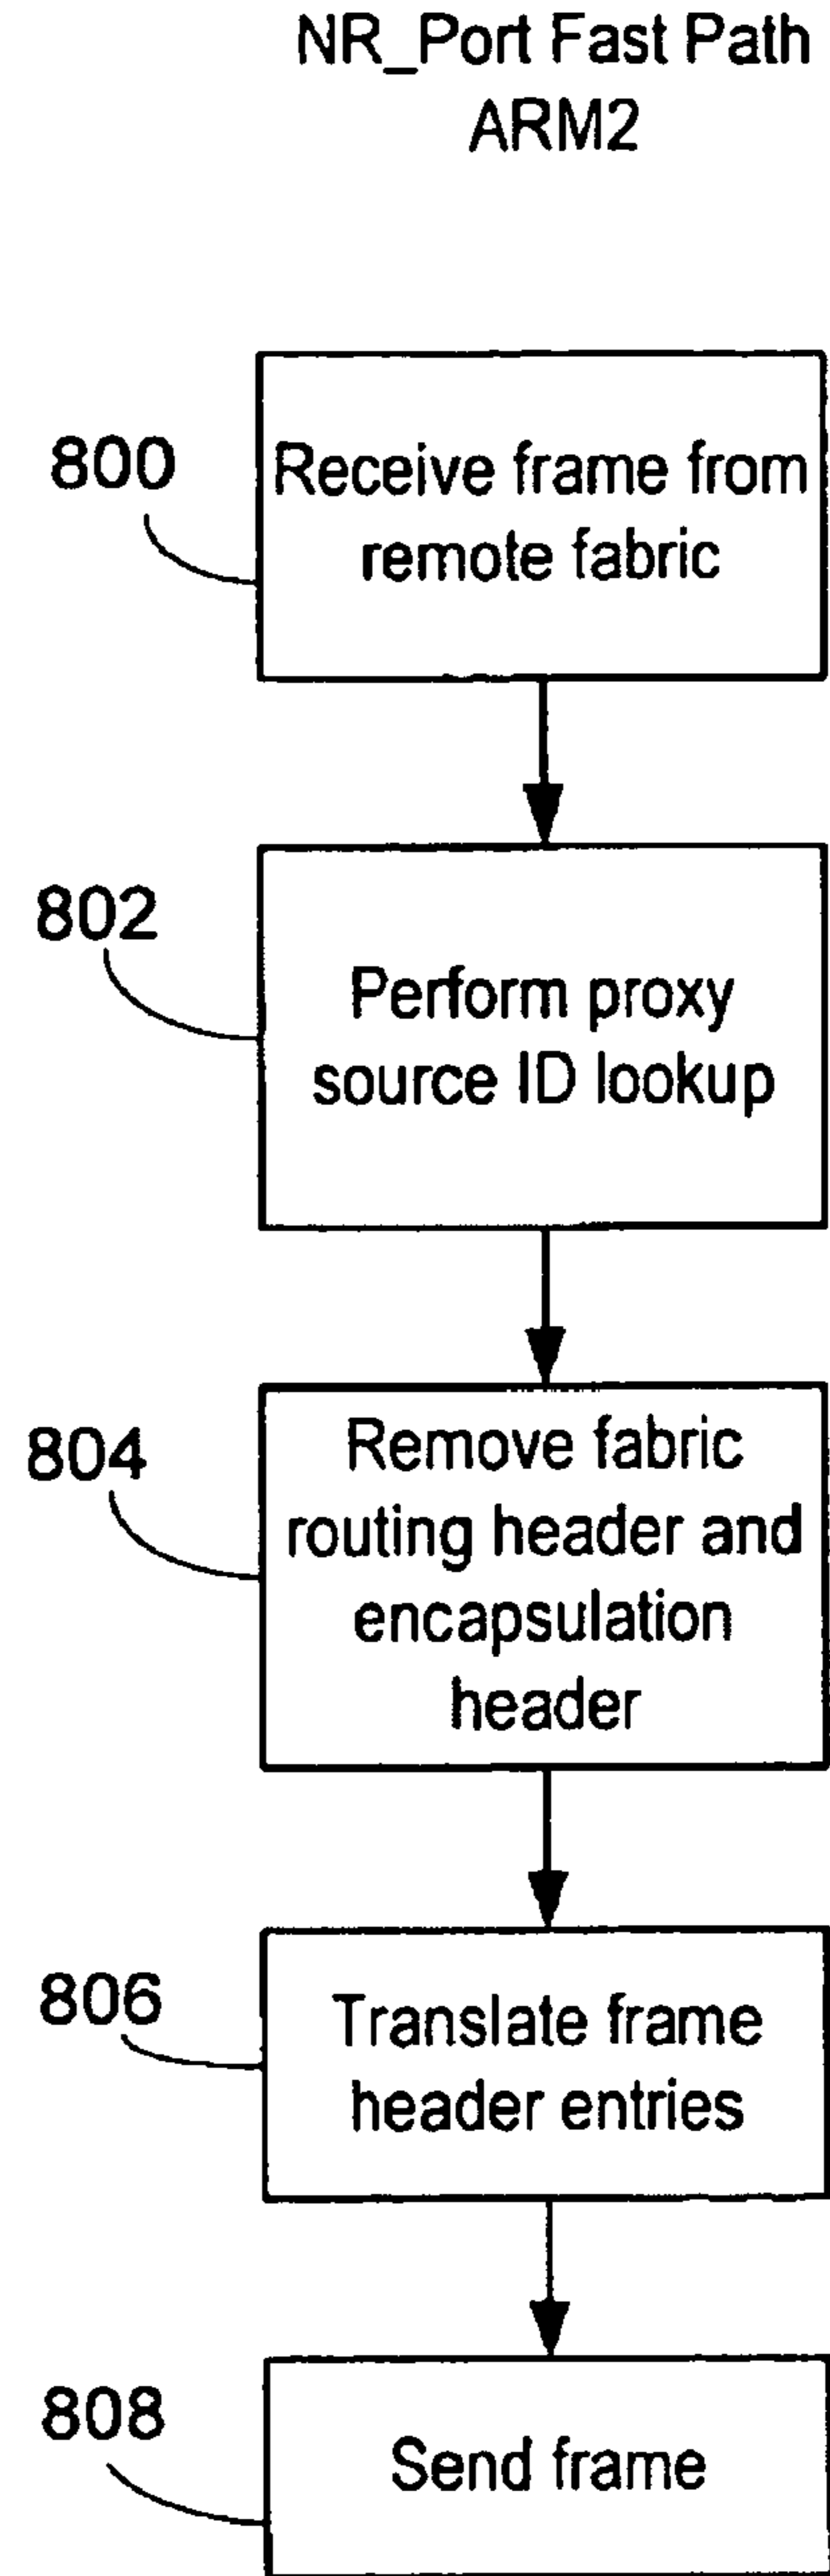 NR_Port Fast Path
ARM2
800
Receive frame from
remote fabric
802
Perform proxy
source ID lookup
804
Remove fabric
routing header and
encapsulation
header
806
Translate frame
header entries
808
Send frame